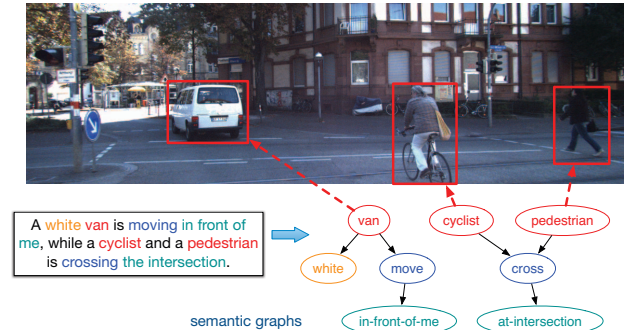 A white van is moving in front of
me, while a cyclist and a pedestrian
is crossing the intersection.
van
cyclist
pedestrian
white
move
cross
semantic graphs
in-front-of-me
at-intersection